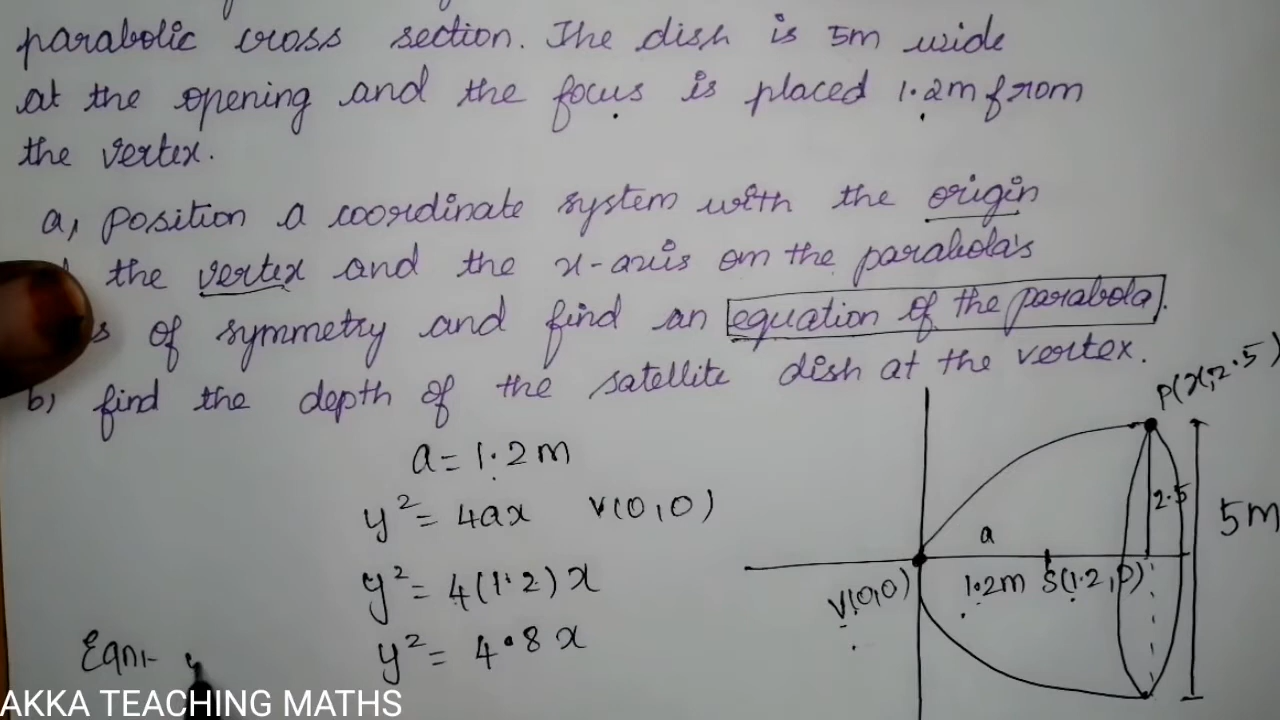 parabolic cross section. The dish is 5m wide
at the opening and the focus is placed 1.2m from
the vertex.
a, position a coordinate system with the origin
the vertex and the x-axis on the parabola's
of symmetry and find an equation of the parabola.
b, find the depth of the satellite dish at the vertex.
P(x, 2.5)
a = 1.2m
y² = 4ax V(0,0)
y² = 4(1.2)x
y² = 4.8x
Eqn:-
a
2.5
5m
V(0,0)
1.2m S(1.2,0)
AKKA TEACHING MATHS